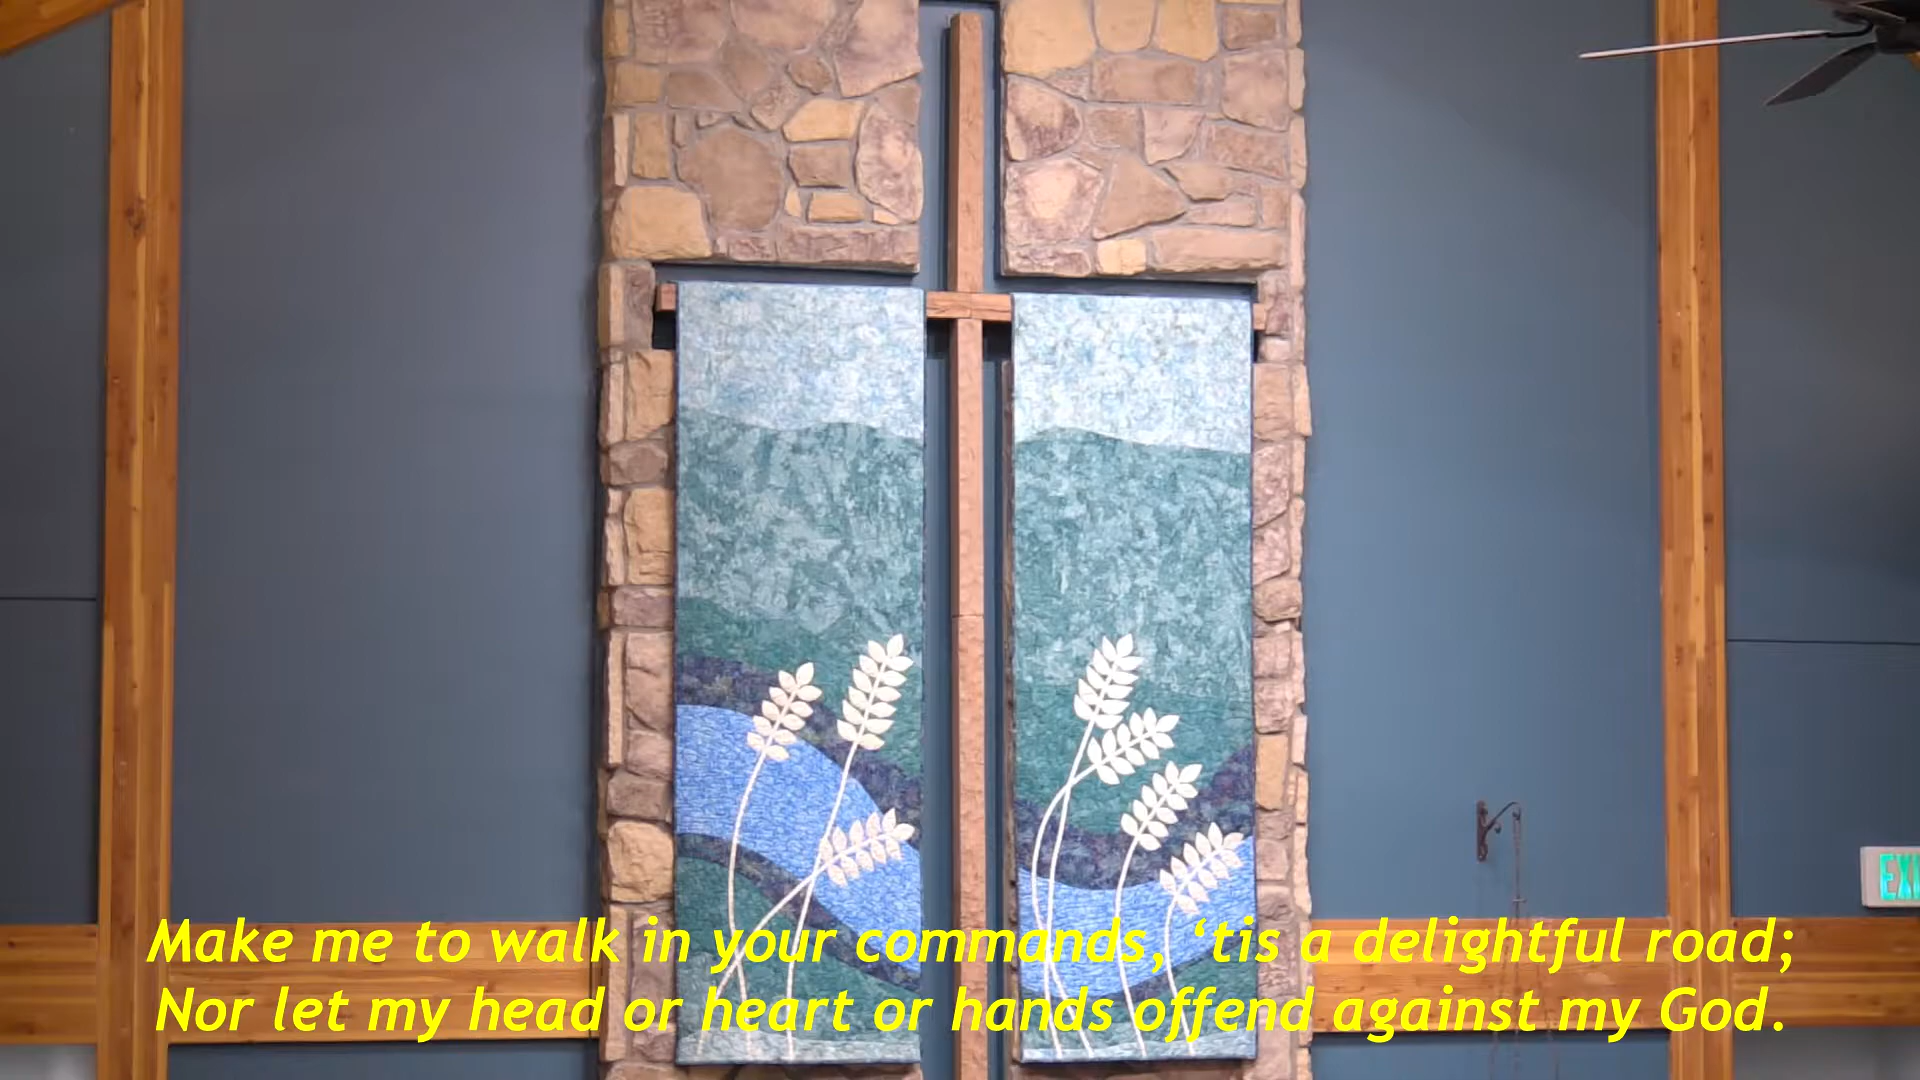 EXI
Make me to walk in your commands, ‘tis a delightful road;
Nor let my head or heart or hands offend against my God.